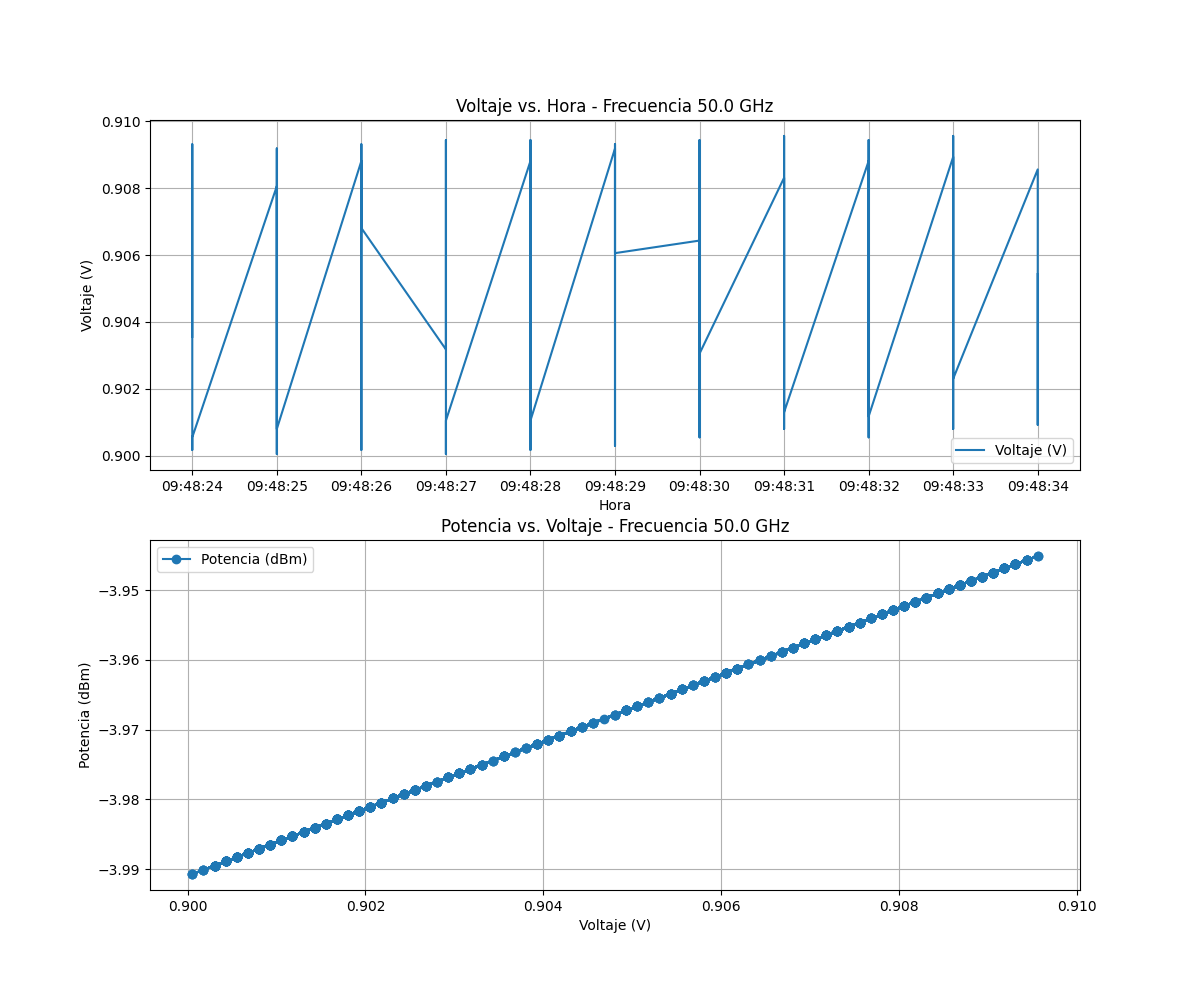 Voltaje vs. Hora - Frecuencia 50.0 GHz
0.910
0.908
0.906
0.904
0.902
0.900
Voltaje (V)
Voltaje (V)
09:48:24 09:48:25 09:48:26 09:48:27 09:48:28 09:48:29 09:48:30 09:48:31 09:48:32 09:48:33 09:48:34
Hora
Potencia vs. Voltaje - Frecuencia 50.0 GHz
Potencia (dBm)
−3.95
−3.96
−3.97
−3.98
−3.99
Potencia (dBm)
0.900 0.902 0.904 0.906 0.908 0.910
Voltaje (V)